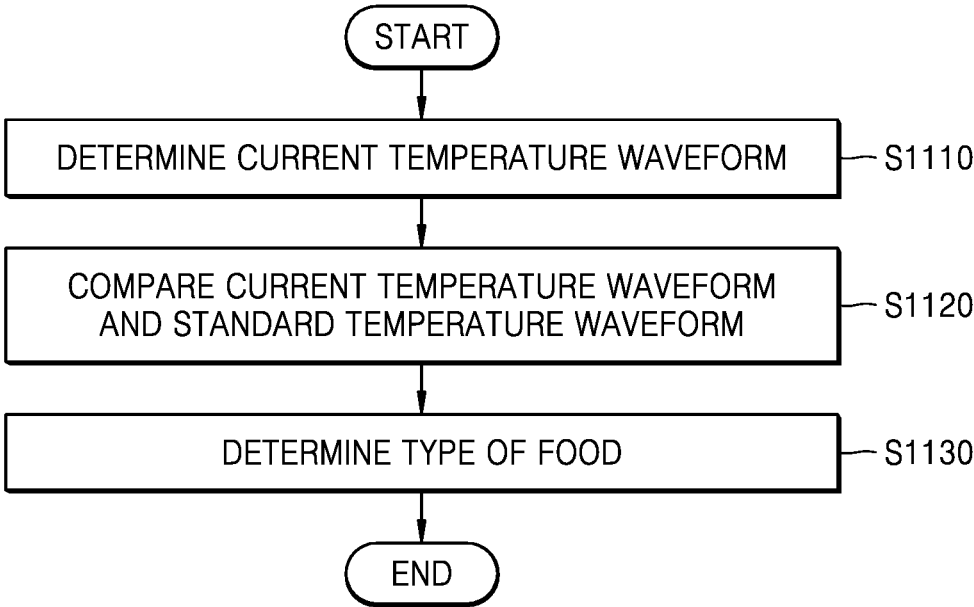 START
DETERMINE CURRENT TEMPERATURE WAVEFORM
S1110
COMPARE CURRENT TEMPERATURE WAVEFORM
AND STANDARD TEMPERATURE WAVEFORM
S1120
DETERMINE TYPE OF FOOD
S1130
END